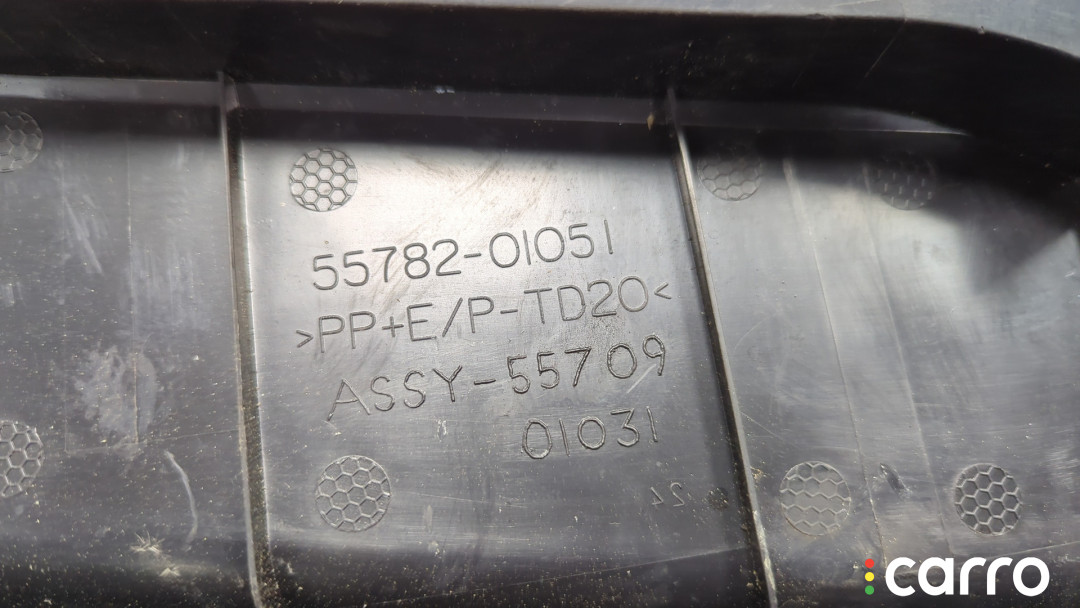 55782-01051
>PP+E/P-TD20<
ASSY-55709
01031
carro